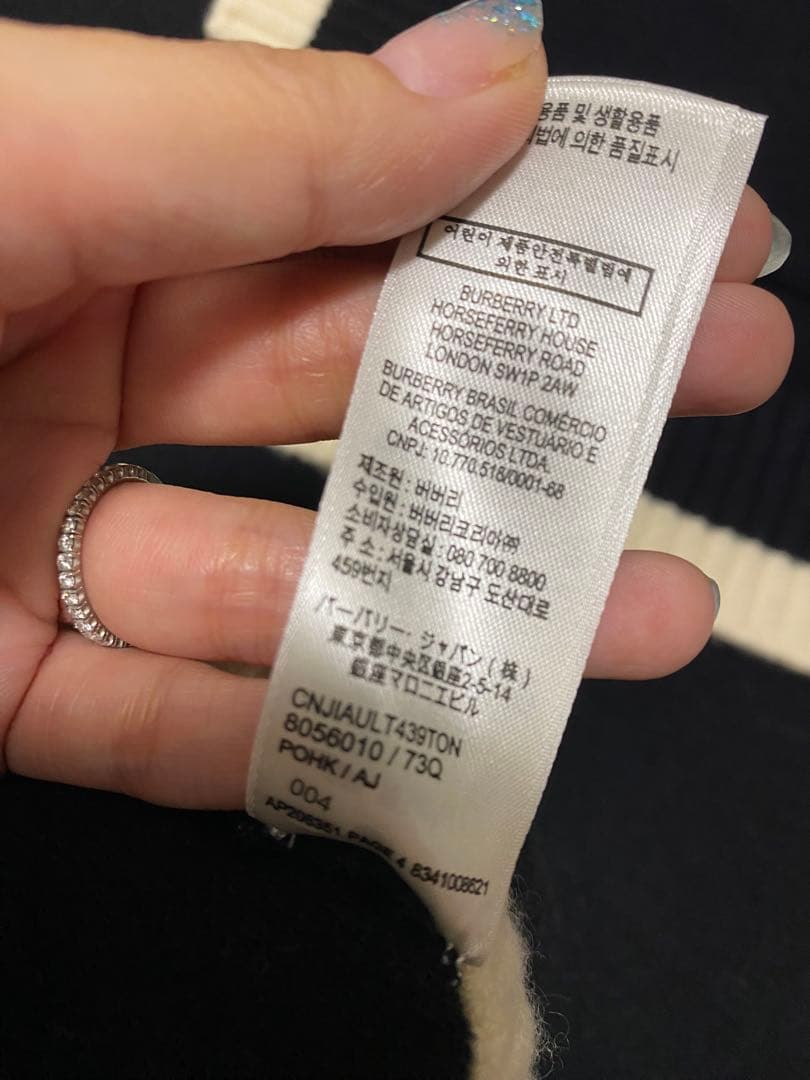 용품 및 생활용품
법에 의한 품질표시
어린이 제품안전특별법에
의한 표시
BURBERRY LTD
HORSEFERRY HOUSE
HORSEFERRY ROAD
LONDON SW1P 2AW
BURBERRY BRASIL COMÉRCIO
DE ARTIGOS DE VESTUÁRIO E
ACESSÓRIOS LTDA.
CNPJ: 10.770.518/0001-68
제조원 : 버버리
수입원 : 버버리코리아㈜
소비자상담실 : 080 700 8800
주 소 : 서울시 강남구 도산대로
459번지
バーバリー・ジャパン(株)
東京都中央区銀座2-5-14
銀座マロニエビル
CNJIAULT439TON
8056010 / 73Q
POHK / AJ
004
AP206351 PAGE 4 8341008621